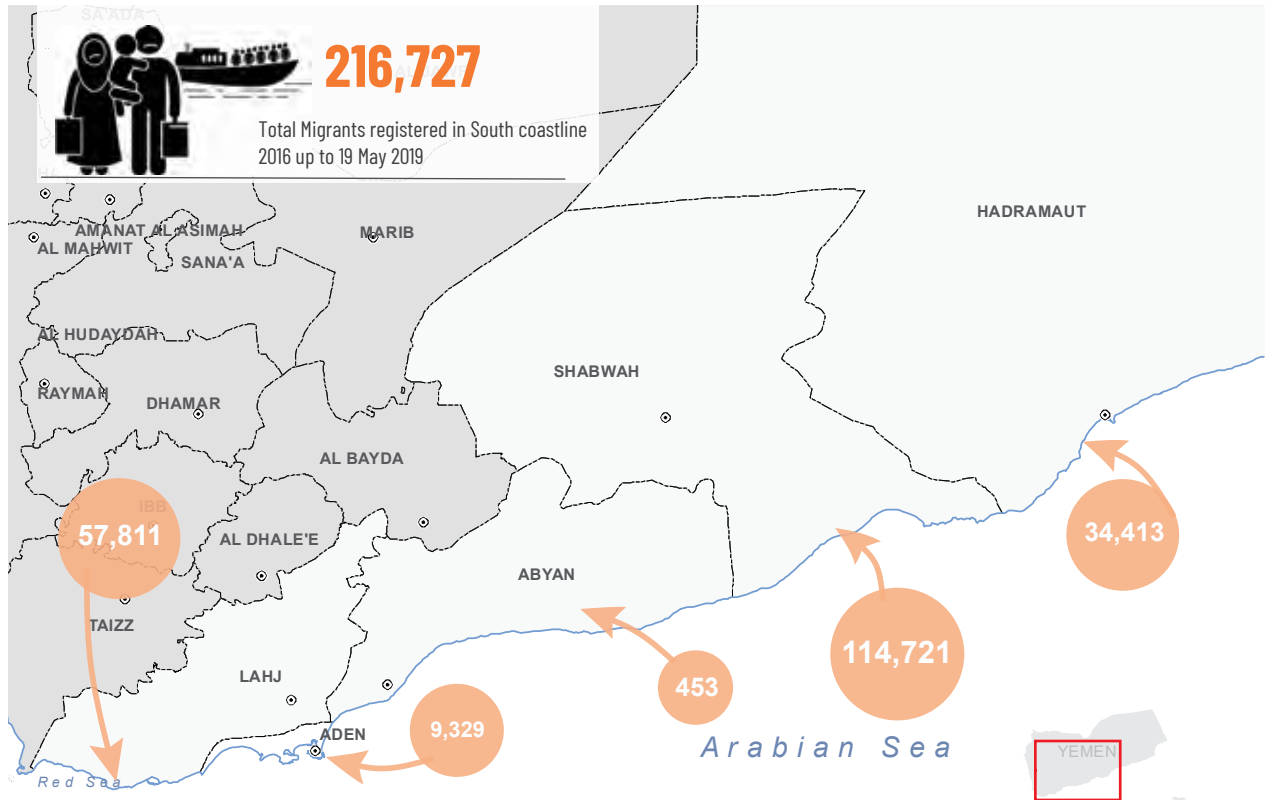 SA'ADA
216,727
Total Migrants registered in South coastline
2016 up to 19 May 2019
HADRAMAUT
AMANAT AL ASIMAH
MARIB
AL MAHWIT
SANA'A
AL HUDAYDAH
SHABWAH
RAYMAH
DHAMAR
AL BAYDA
IBB
57,811
34,413
AL DHALE'E
ABYAN
TAIZZ
114,721
LAHJ
453
9,329
ADEN
Arabian Sea
YEMEN
Red Sea